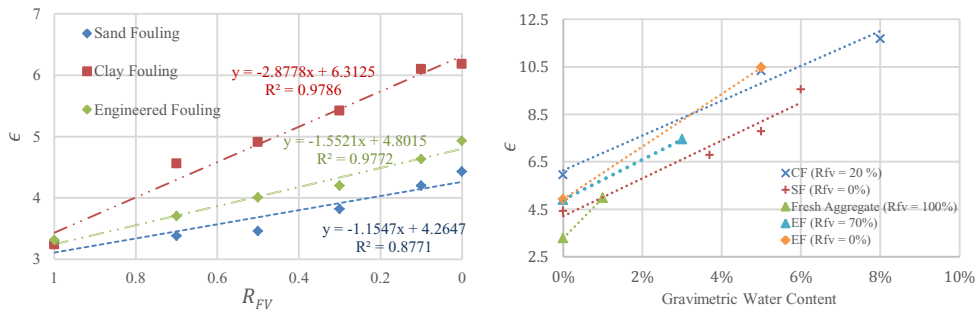 7
6
5
4
3
ϵ
Sand Fouling
Clay Fouling
Engineered Fouling
y = -2.8778x + 6.3125
R² = 0.9786
y = -1.5521x + 4.8015
R² = 0.9772
y = -1.1547x + 4.2647
R² = 0.8771
1 0.8 0.6 0.4 0.2 0
R_FV
12.5
10.5
8.5
6.5
4.5
2.5
ϵ
CF (Rfv = 20 %)
SF (Rfv = 0%)
Fresh Aggregate (Rfv = 100%)
EF (Rfv = 70%)
EF (Rfv = 0%)
0% 2% 4% 6% 8% 10%
Gravimetric Water Content